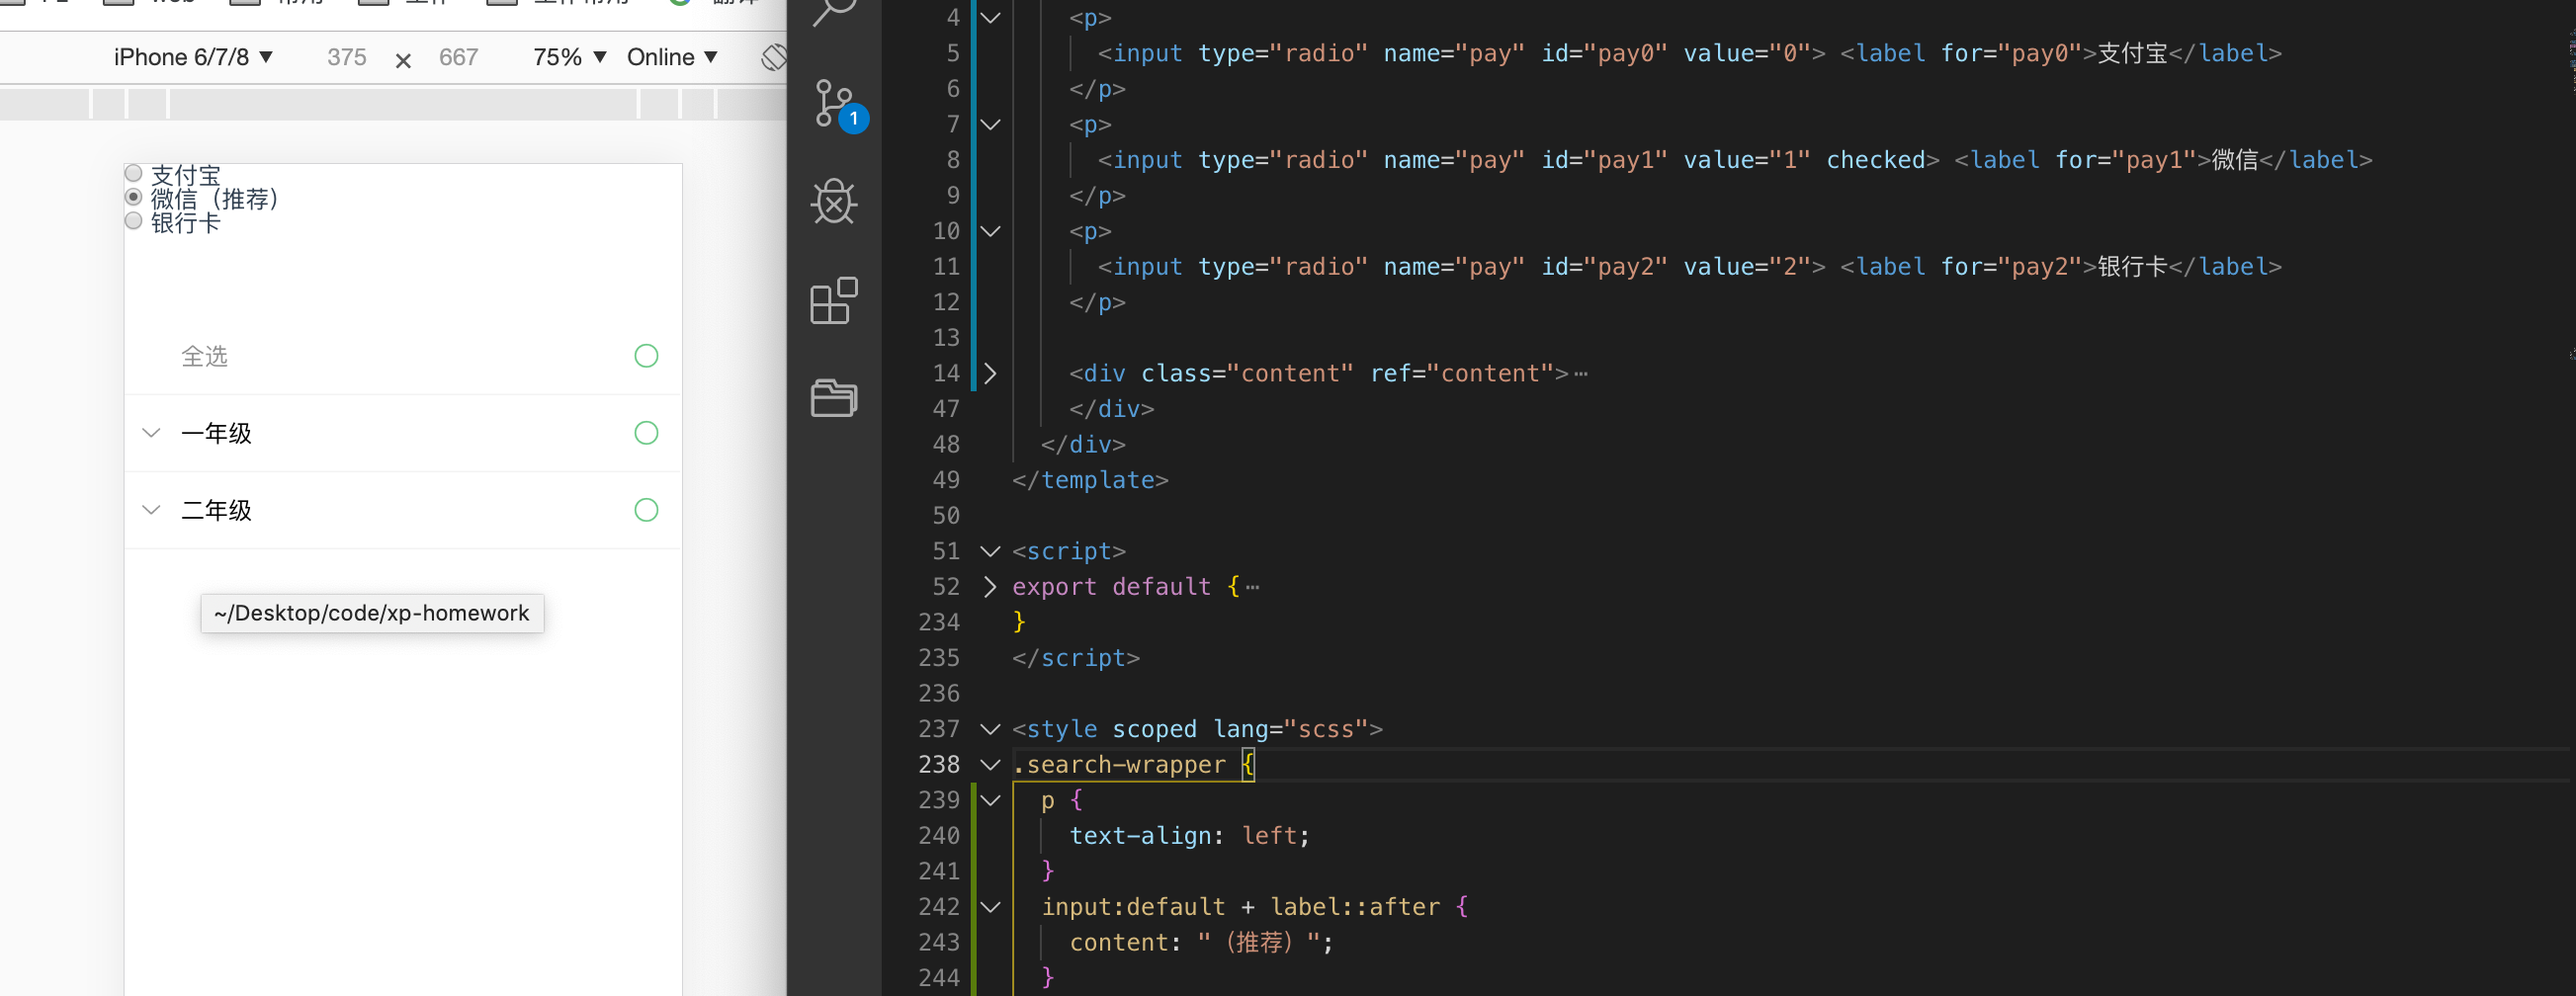 iPhone 6/7/8 ▼ 375 × 667 75% ▼ Online ▼
支付宝
微信（推荐）
银行卡
全选
一年级
二年级
~/Desktop/code/xp-homework
1
4 <p>
5 <input type="radio" name="pay" id="pay0" value="0"> <label for="pay0">支付宝</label>
6 </p>
7 <p>
8 <input type="radio" name="pay" id="pay1" value="1" checked> <label for="pay1">微信</label>
9 </p>
10 <p>
11 <input type="radio" name="pay" id="pay2" value="2"> <label for="pay2">银行卡</label>
12 </p>
13
14 <div class="content" ref="content">⋯
47 </div>
48 </div>
49 </template>
50
51 <script>
52 export default {⋯
234 }
235 </script>
236
237 <style scoped lang="scss">
238 .search-wrapper {
239 p {
240 text-align: left;
241 }
242 input:default + label::after {
243 content: "（推荐）";
244 }